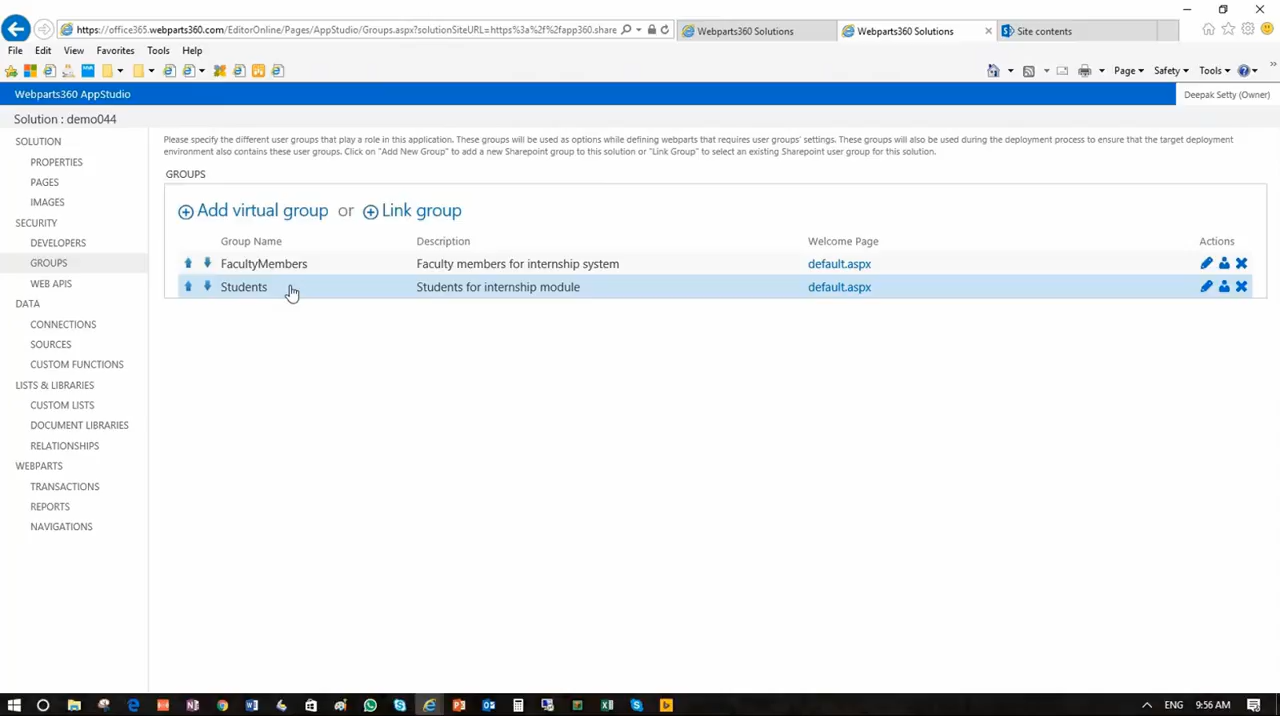 https://office365.webparts360.com/EditorOnline/Pages/AppStudio/Groups.aspx?solutionSiteURL=https%3a%2f%2fapp360.share
Webparts360 Solutions
Webparts360 Solutions
Site contents
File Edit View Favorites Tools Help
Page Safety Tools
Webparts360 AppStudio
Deepak Setty (Owner)
Solution : demo044
SOLUTION
PROPERTIES
PAGES
IMAGES
SECURITY
DEVELOPERS
GROUPS
WEB APIS
DATA
CONNECTIONS
SOURCES
CUSTOM FUNCTIONS
LISTS & LIBRARIES
CUSTOM LISTS
DOCUMENT LIBRARIES
RELATIONSHIPS
WEBPARTS
TRANSACTIONS
REPORTS
NAVIGATIONS
Please specify the different user groups that play a role in this application. These groups will be used as options while defining webparts that requires user groups' settings. These groups will also be used during the deployment process to ensure that the target deployment
environment also contains these user groups. Click on "Add New Group" to add a new Sharepoint group to this solution or "Link Group" to select an existing Sharepoint user group for this solution.
GROUPS
Add virtual group or Link group
Group Name Description Welcome Page Actions
FacultyMembers Faculty members for internship system default.aspx
Students Students for internship module default.aspx
ENG 9:56 AM